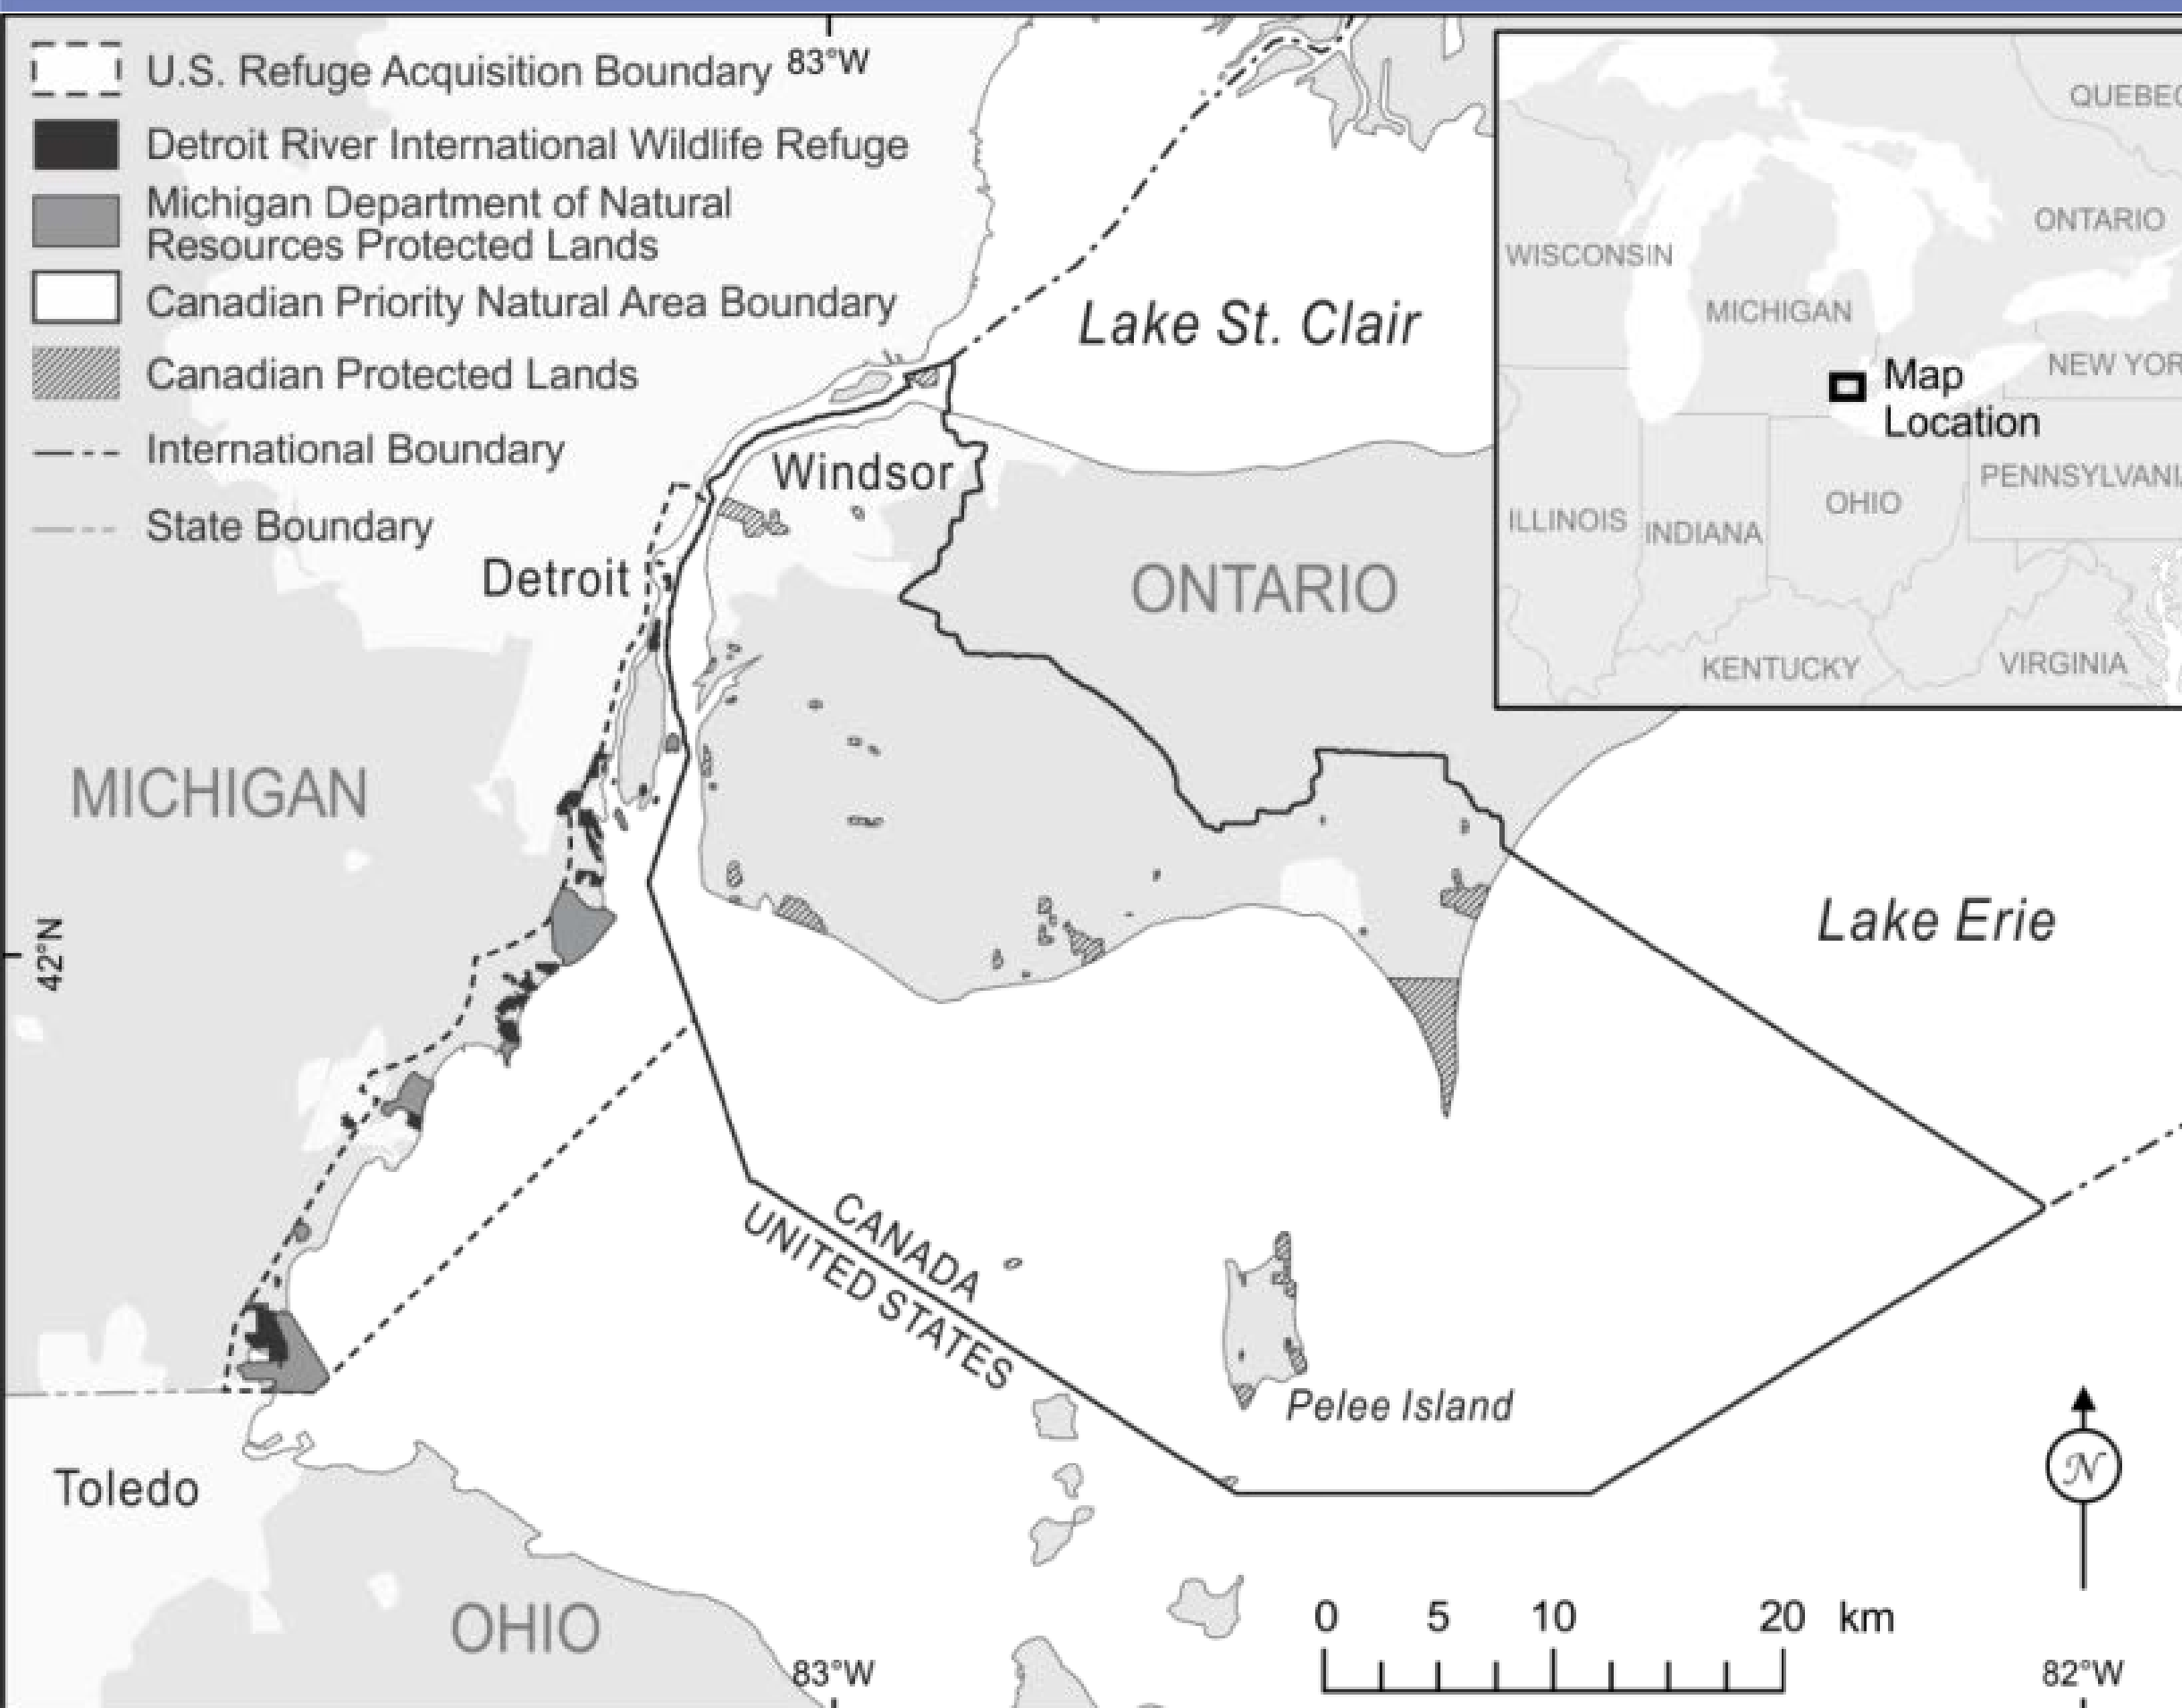 U.S. Refuge Acquisition Boundary
Detroit River International Wildlife Refuge
Michigan Department of Natural
Resources Protected Lands
Canadian Priority Natural Area Boundary
Canadian Protected Lands
International Boundary
State Boundary
83°W
Lake St. Clair
Windsor
Detroit
ONTARIO
MICHIGAN
42°N
Lake Erie
CANADA
UNITED STATES
Pelee Island
Toledo
OHIO
83°W
82°W
0 5 10 20 km
N
QUEBEC
ONTARIO
WISCONSIN
MICHIGAN
NEW YOR
Map
Location
PENNSYLVANI
OHIO
ILLINOIS
INDIANA
KENTUCKY
VIRGINIA